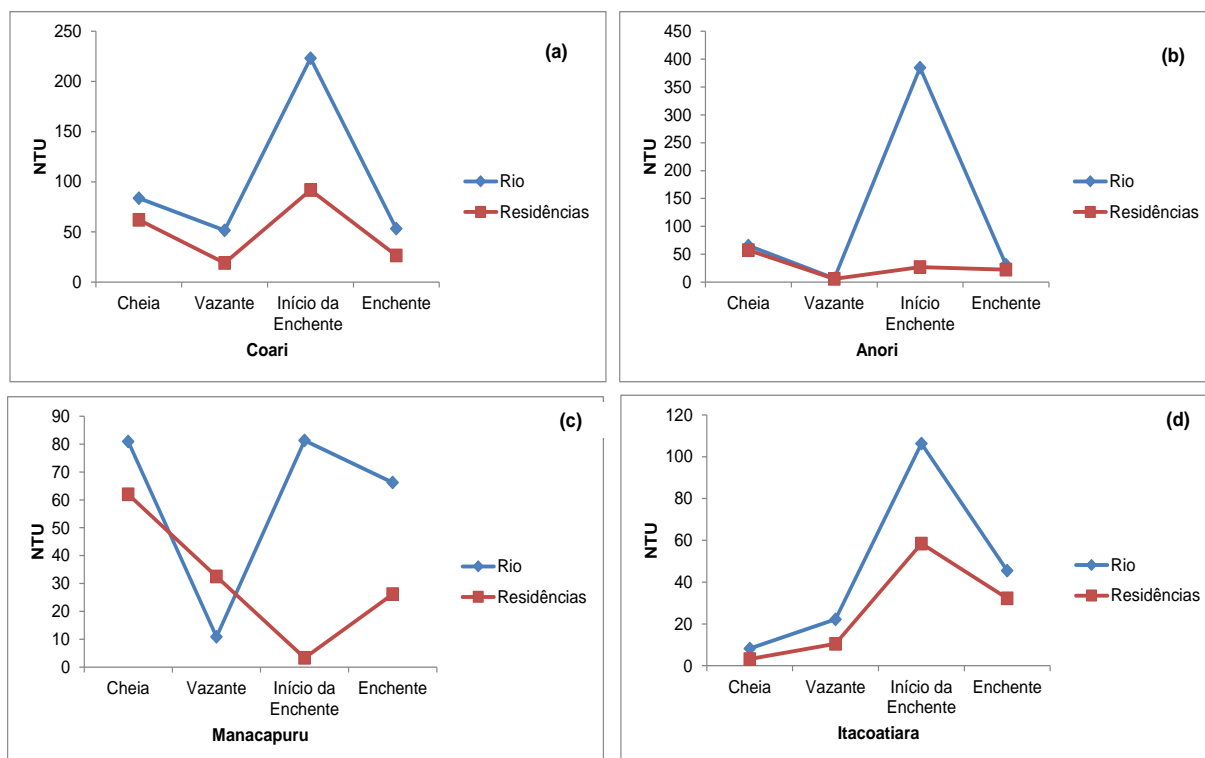 (a)
250
200
150
100
50
0
NTU
Cheia
Vazante
Início da
Enchente
Enchente
Coari
Rio
Residências
(b)
450
400
350
300
250
200
150
100
50
0
NTU
Cheia
Vazante
Início
Enchente
Enchente
Anori
Rio
Residências
(c)
90
80
70
60
50
40
30
20
10
0
NTU
Cheia
Vazante
Início da
Enchente
Enchente
Manacapuru
Rio
Residências
(d)
120
100
80
60
40
20
0
NTU
Cheia
Vazante
Início da
Enchente
Enchente
Itacoatiara
Rio
Residências